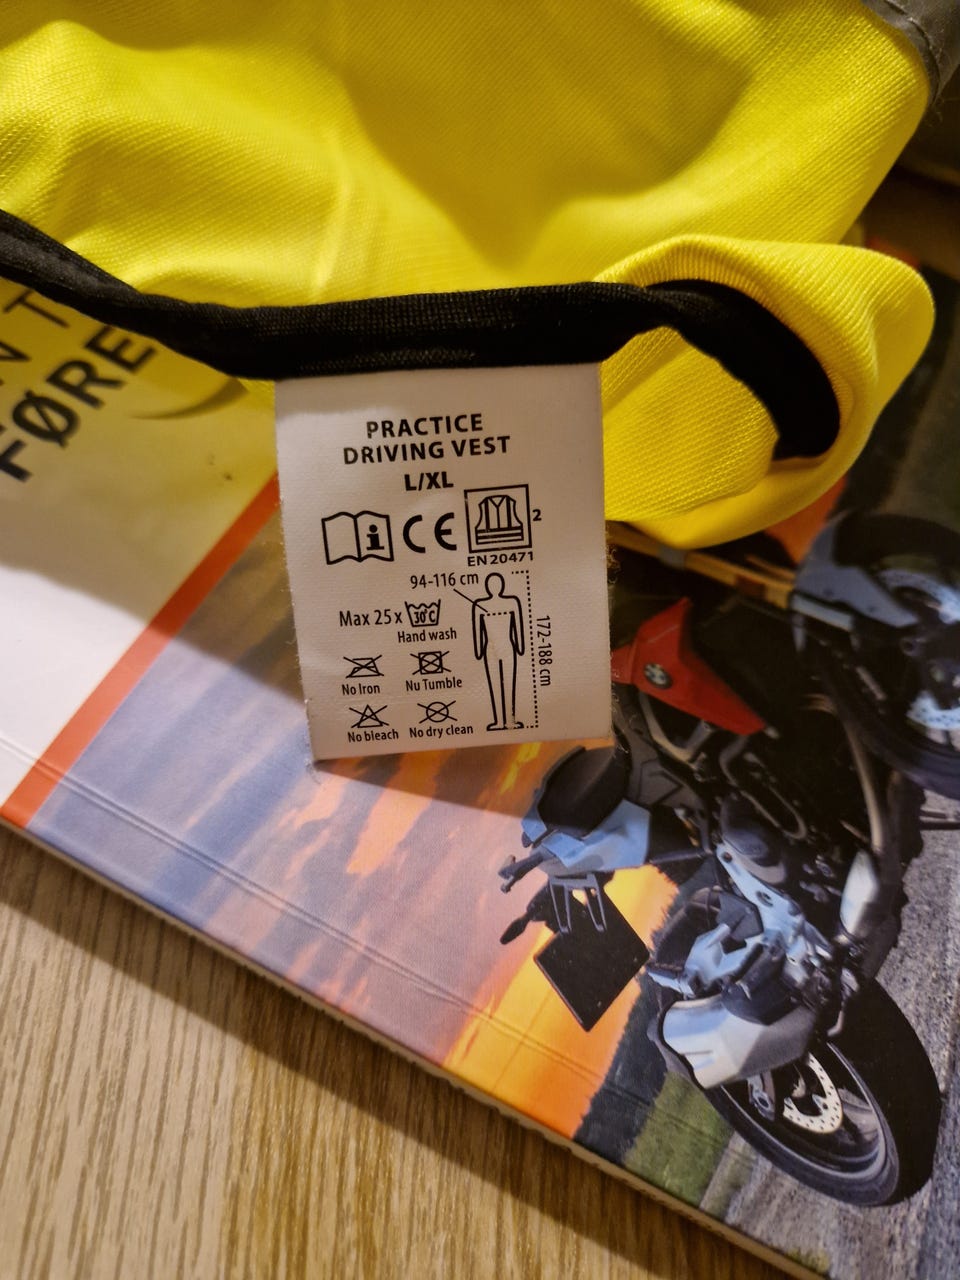 PRACTICE
DRIVING VEST
L/XL
i CE 2
EN 20471
94-116 cm
172-188 cm
Max 25 x 30°C
Hand wash
No Iron Nu Tumble
No bleach No dry clean
N T
N
FØRE